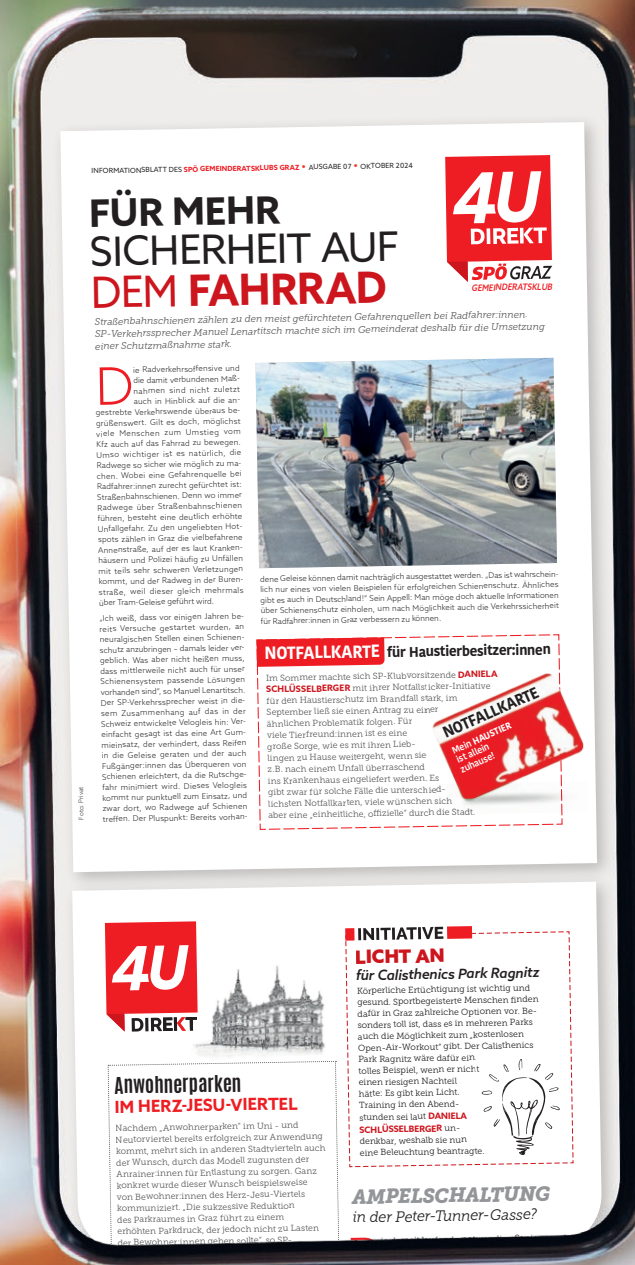 INFORMATIONSBLATT DES SPÖ GEMEINDERATSKLUBS GRAZ • AUSGABE 07 • OKTOBER 2024
FÜR MEHR
SICHERHEIT AUF
DEM FAHRRAD
4U
DIREKT
SPÖ GRAZ
GEMEINDERATSKLUB
Straßenbahnschienen zählen zu den meist gefürchteten Gefahrenquellen bei Radfahrer:innen.
SP-Verkehrssprecher Manuel Lenartitsch machte sich im Gemeinderat deshalb für die Umsetzung
einer Schutzmaßnahme stark.
Die Radverkehrsoffensive und
die damit verbundenen Maß-
nahmen sind nicht zuletzt
auch in Hinblick auf die an-
gestrebte Verkehrswende überaus be-
grüßenswert. Gilt es doch, möglichst
viele Menschen zum Umstieg vom
Kfz auch auf das Fahrrad zu bewegen.
Umso wichtiger ist es natürlich, die
Radwege so sicher wie möglich zu ma-
chen. Wobei eine Gefahrenquelle bei
Radfahrer:innen zurecht gefürchtet ist:
Straßenbahnschienen. Denn wo immer
Radwege über Straßenbahnschienen
führen, besteht eine deutlich erhöhte
Unfallgefahr. Zu den ungeliebten Hot-
spots zählen in Graz die vielbefahrene
Annenstraße, auf der es laut Kranken-
häusern und Polizei häufig zu Unfällen
mit teils sehr schweren Verletzungen
kommt, und der Radweg in der Buren-
straße, weil dieser gleich mehrmals
über Tram-Geleise geführt wird.
„Ich weiß, dass vor einigen Jahren be-
reits Versuche gestartet wurden, an
neuralgischen Stellen einen Schienen-
schutz anzubringen – damals leider ver-
geblich. Was aber nicht heißen muss,
dass mittlerweile nicht auch für unser
Schienensystem passende Lösungen
vorhanden sind", so Manuel Lenartitsch.
Der SP-Verkehrssprecher weist in die-
sem Zusammenhang auf das in der
Schweiz entwickelte Velogleis hin: Ver-
einfacht gesagt ist das eine Art Gum-
mieinsatz, der verhindert, dass Reifen
in die Geleise geraten und der auch
Fußgänger:innen das Überqueren von
Schienen erleichtert, da die Rutschge-
fahr minimiert wird. Dieses Velogleis
kommt nur punktuell zum Einsatz, und
zwar dort, wo Radwege auf Schienen
treffen. Der Pluspunkt: Bereits vorhan-
Foto Privat
dene Geleise können damit nachträglich ausgestattet werden. „Das ist wahrschein-
lich nur eines von vielen Beispielen für erfolgreichen Schienenschutz. Ähnliches
gibt es auch in Deutschland!" Sein Appell: Man möge doch aktuelle Informationen
über Schienenschutz einholen, um nach Möglichkeit auch die Verkehrssicherheit
für Radfahrer:innen in Graz verbessern zu können.
NOTFALLKARTE für Haustierbesitzer:innen
Im Sommer machte sich SP-Klubvorsitzende DANIELA
SCHLÜSSELBERGER mit ihrer Notfallsticker-Initiative
für den Haustierschutz im Brandfall stark, im
September ließ sie einen Antrag zu einer
ähnlichen Problematik folgen. Für
viele Tierfreund:innen ist es eine
große Sorge, wie es mit ihren Lieb-
lingen zu Hause weitergeht, wenn sie
z.B. nach einem Unfall überraschend
ins Krankenhaus eingeliefert werden. Es
gibt zwar für solche Fälle die unterschied-
lichsten Notfallkarten, viele wünschen sich
aber eine „einheitliche, offizielle" durch die Stadt.
NOTFALLKARTE
Mein HAUSTIER
ist allein
zuhause!
4U
DIREKT
Anwohnerparken
IM HERZ-JESU-VIERTEL
Nachdem „Anwohnerparken" im Uni - und
Neutorviertel bereits erfolgreich zur Anwendung
kommt, mehrt sich in anderen Stadtvierteln auch
der Wunsch, durch das Modell zugunsten der
Anrainer:innen für Entlastung zu sorgen. Ganz
konkret wurde dieser Wunsch beispielsweise
von Bewohner:innen des Herz-Jesu-Viertels
kommuniziert. „Die sukzessive Reduktion
des Parkraumes in Graz führt zu einem
erhöhten Parkdruck, der jedoch nicht zu Lasten
der Bewohner:innen gehen sollte", so SP-
INITIATIVE
LICHT AN
für Calisthenics Park Ragnitz
Körperliche Ertüchtigung ist wichtig und
gesund. Sportbegeisterte Menschen finden
dafür in Graz zahlreiche Optionen vor. Be-
sonders toll ist, dass es in mehreren Parks
auch die Möglichkeit zum „kostenlosen
Open-Air-Workout" gibt. Der Calisthenics
Park Ragnitz wäre dafür ein
tolles Beispiel, wenn er nicht
einen riesigen Nachteil
hätte: Es gibt kein Licht.
Training in den Abend-
stunden sei laut DANIELA
SCHLÜSSELBERGER un-
denkbar, weshalb sie nun
eine Beleuchtung beantragte.
AMPELSCHALTUNG
in der Peter-Tunner-Gasse?